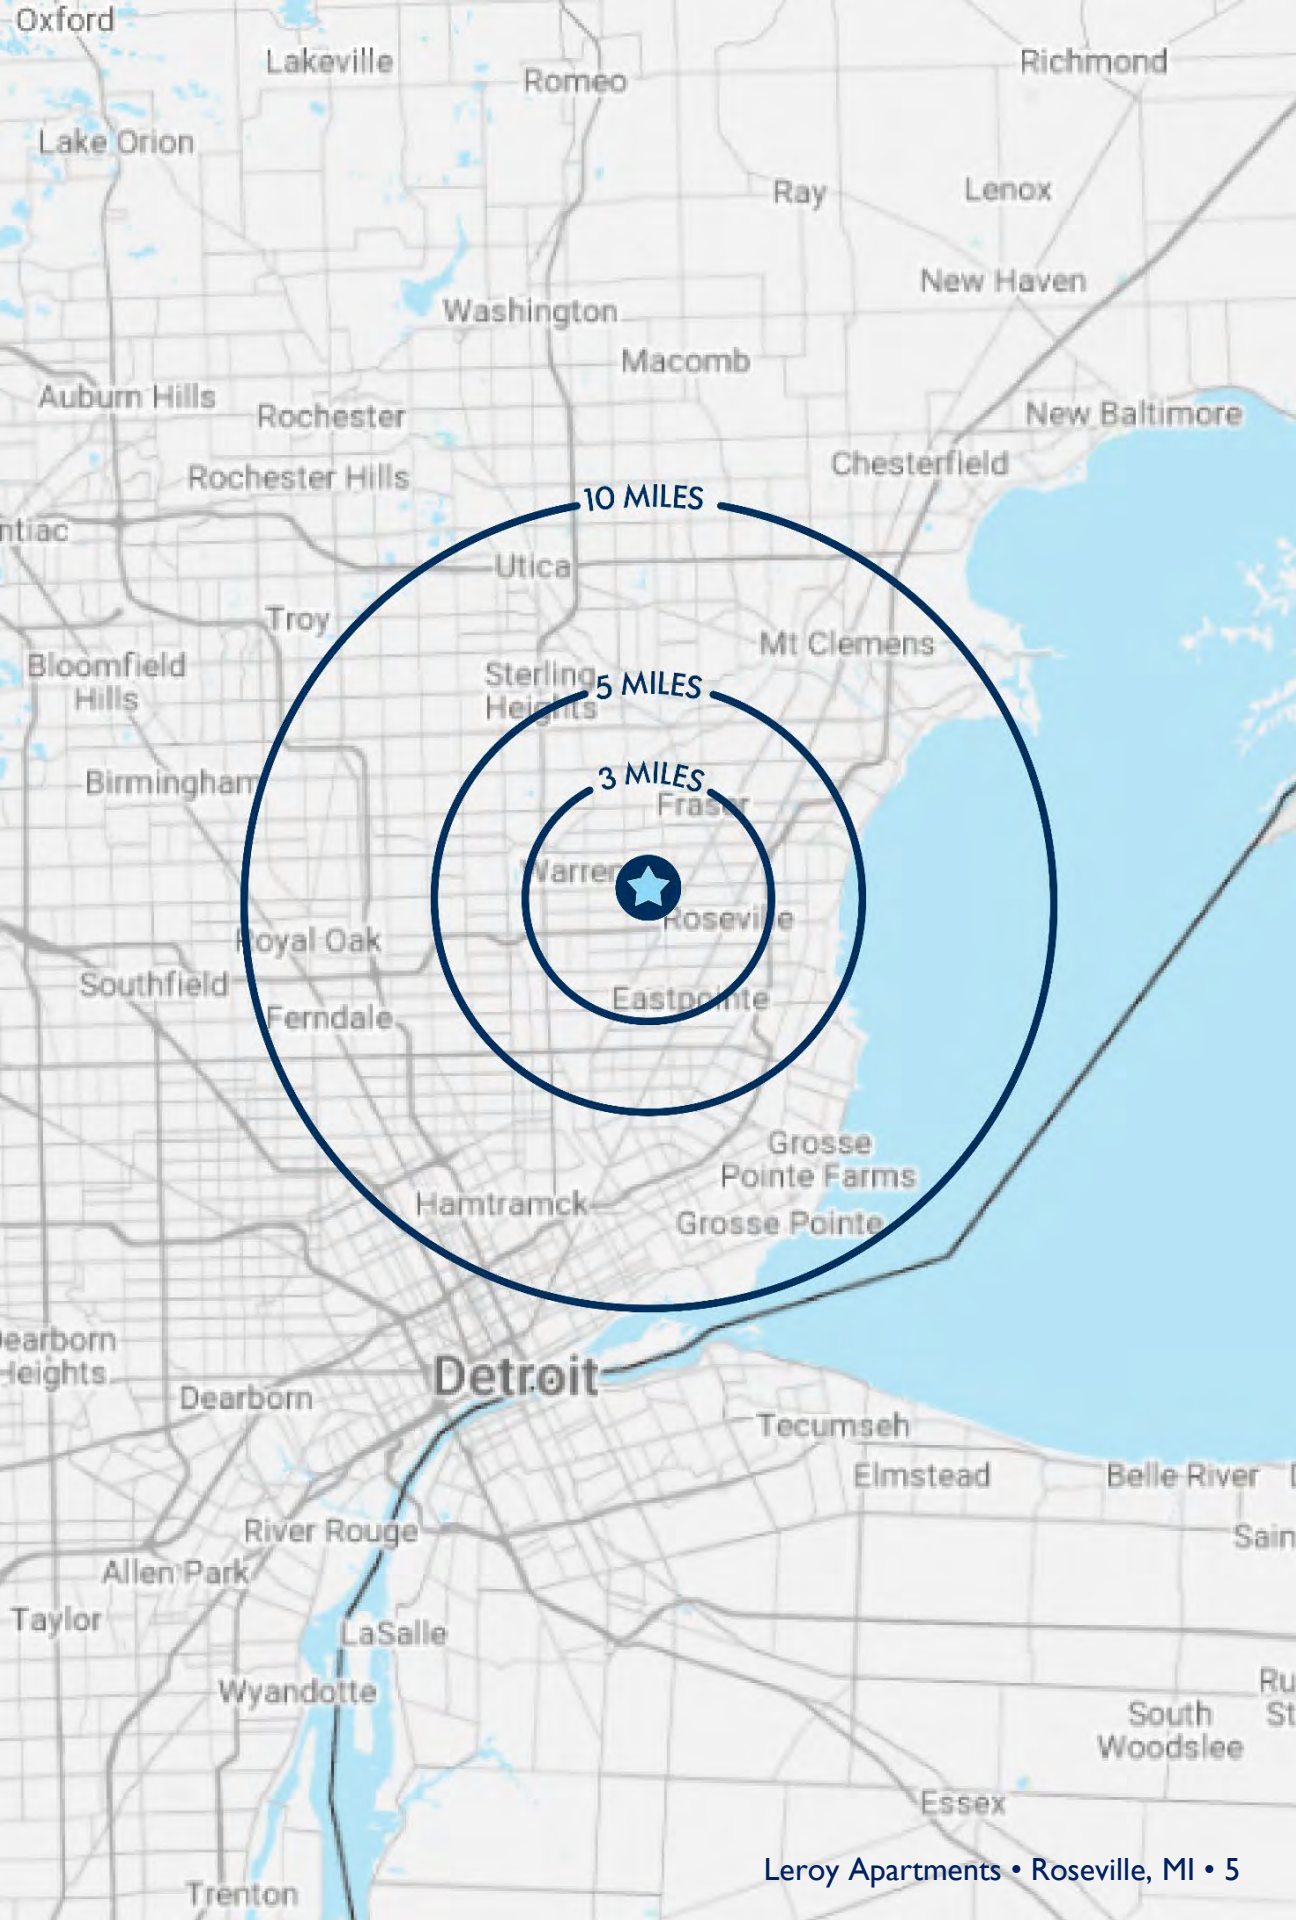 Oxford
Lakeville
Romeo
Richmond
Lake Orion
Ray
Lenox
New Haven
Washington
Macomb
Auburn Hills
Rochester
New Baltimore
Chesterfield
Rochester Hills
10 MILES
ntiac
Utica
Troy
Mt Clemens
Bloomfield
Hills
Sterling
Heights
5 MILES
3 MILES
Birmingham
Fraser
Warren
Roseville
Royal Oak
Southfield
Eastpointe
Ferndale
Grosse
Pointe Farms
Hamtramck
Grosse Pointe
earborn
Heights
Detroit
Dearborn
Tecumseh
Elmstead
Belle River
River Rouge
Sain
Allen Park
Taylor
LaSalle
Wyandotte
Ru
St
South
Woodslee
Essex
Leroy Apartments • Roseville, MI • 5
Trenton